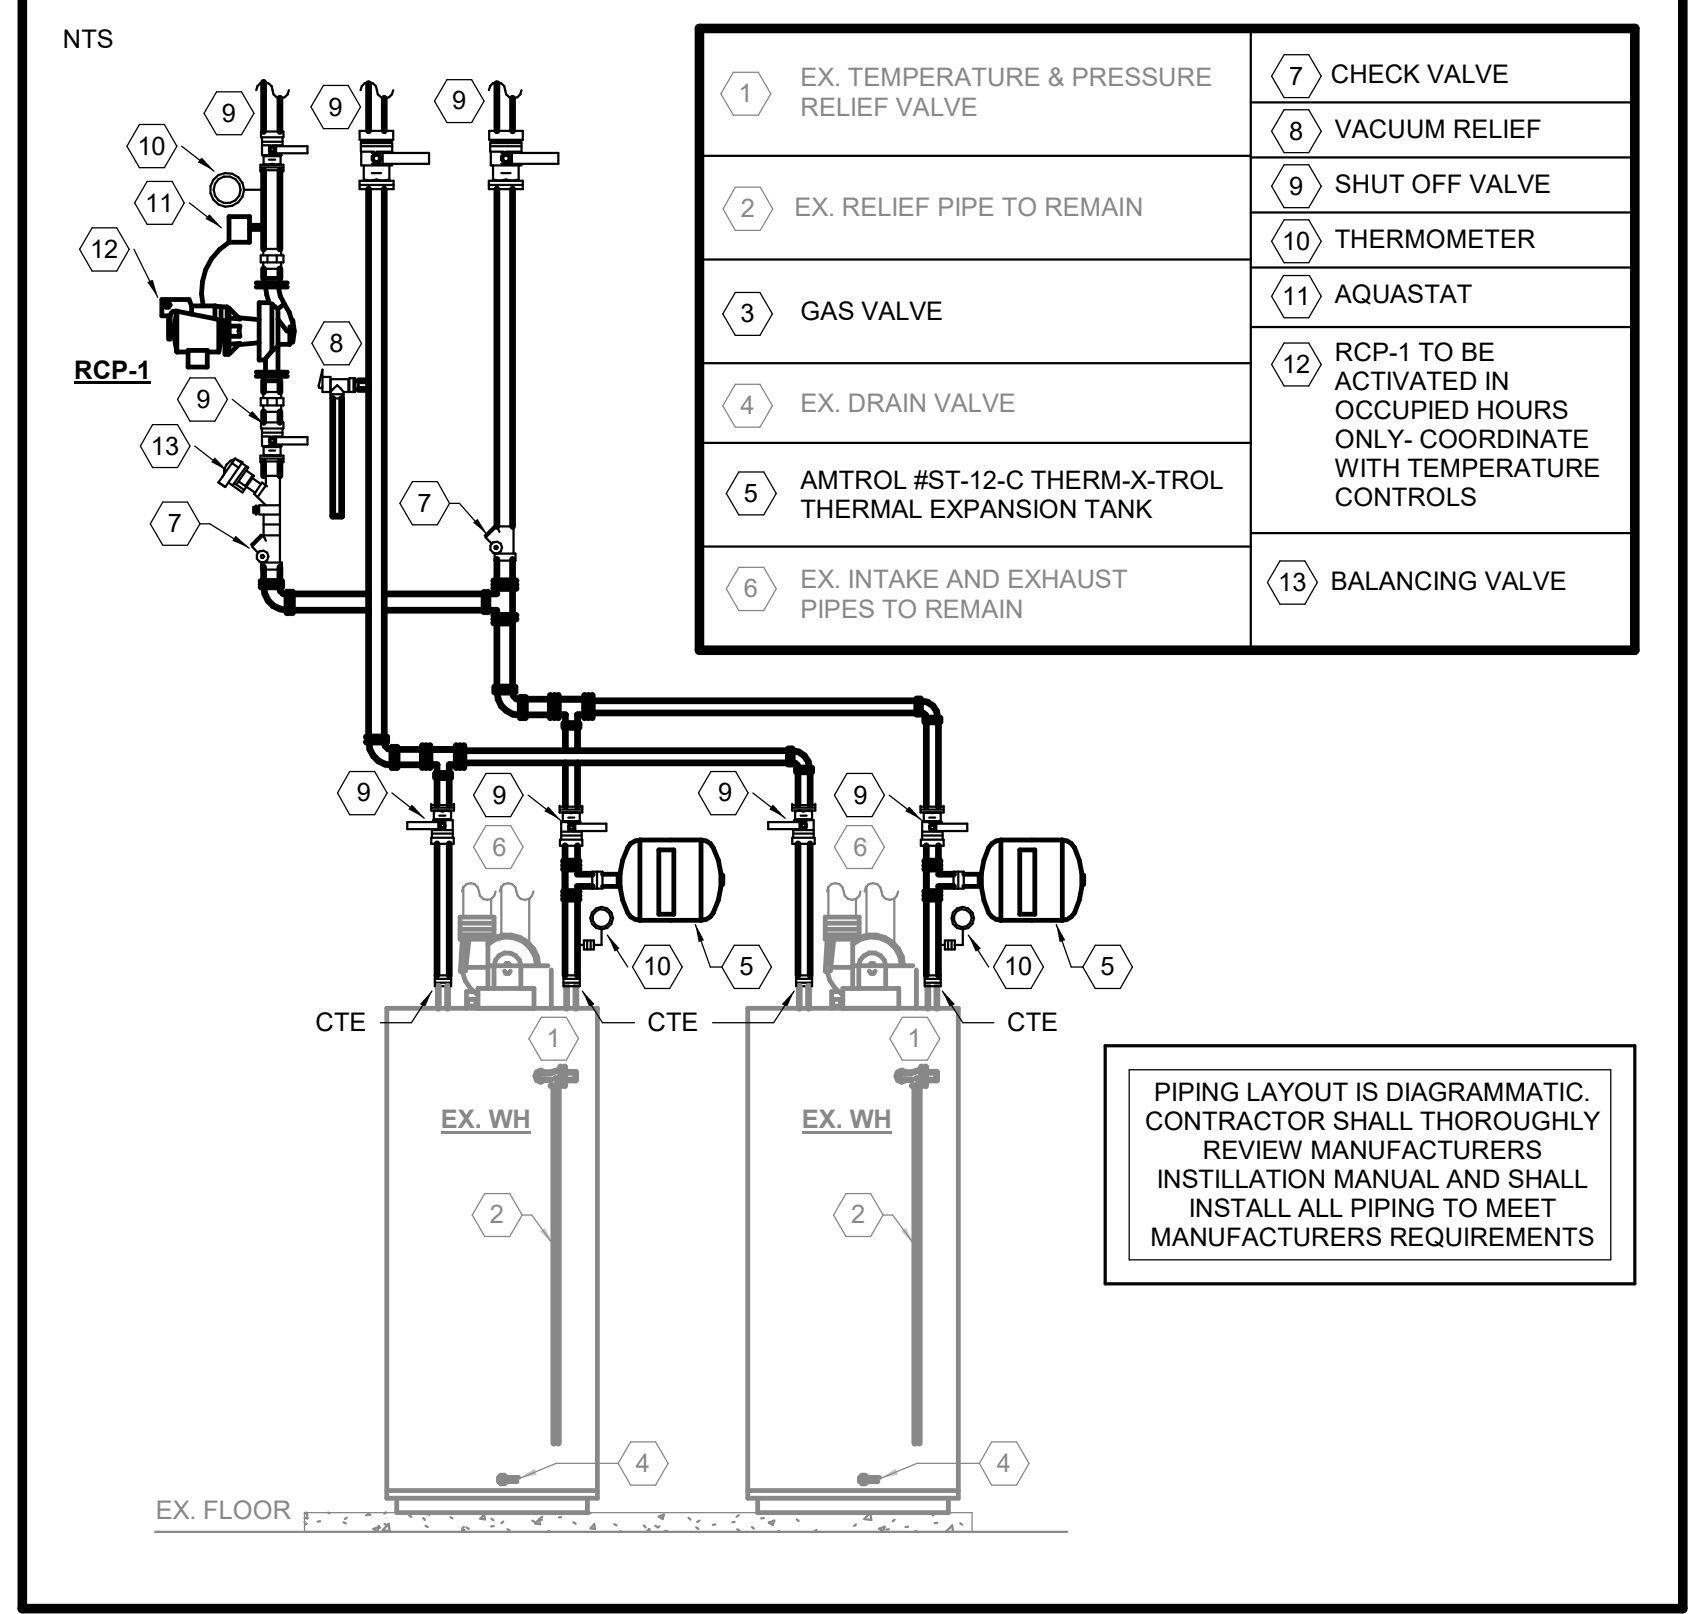 NTS
9
9
9
10
11
12
RCP-1
8
9
13
7
7
1
EX. TEMPERATURE & PRESSURE
RELIEF VALVE
2
EX. RELIEF PIPE TO REMAIN
3
GAS VALVE
4
EX. DRAIN VALVE
5
AMTROL #ST-12-C THERM-X-TROL
THERMAL EXPANSION TANK
6
EX. INTAKE AND EXHAUST
PIPES TO REMAIN
7
CHECK VALVE
8
VACUUM RELIEF
9
SHUT OFF VALVE
10
THERMOMETER
11
AQUASTAT
12
RCP-1 TO BE
ACTIVATED IN
OCCUPIED HOURS
ONLY- COORDINATE
WITH TEMPERATURE
CONTROLS
13
BALANCING VALVE
9
9
9
9
6
6
10
5
10
5
CTE
CTE
CTE
1
1
EX. WH
EX. WH
2
2
4
4
EX. FLOOR
PIPING LAYOUT IS DIAGRAMMATIC.
CONTRACTOR SHALL THOROUGHLY
REVIEW MANUFACTURERS
INSTILLATION MANUAL AND SHALL
INSTALL ALL PIPING TO MEET
MANUFACTURERS REQUIREMENTS